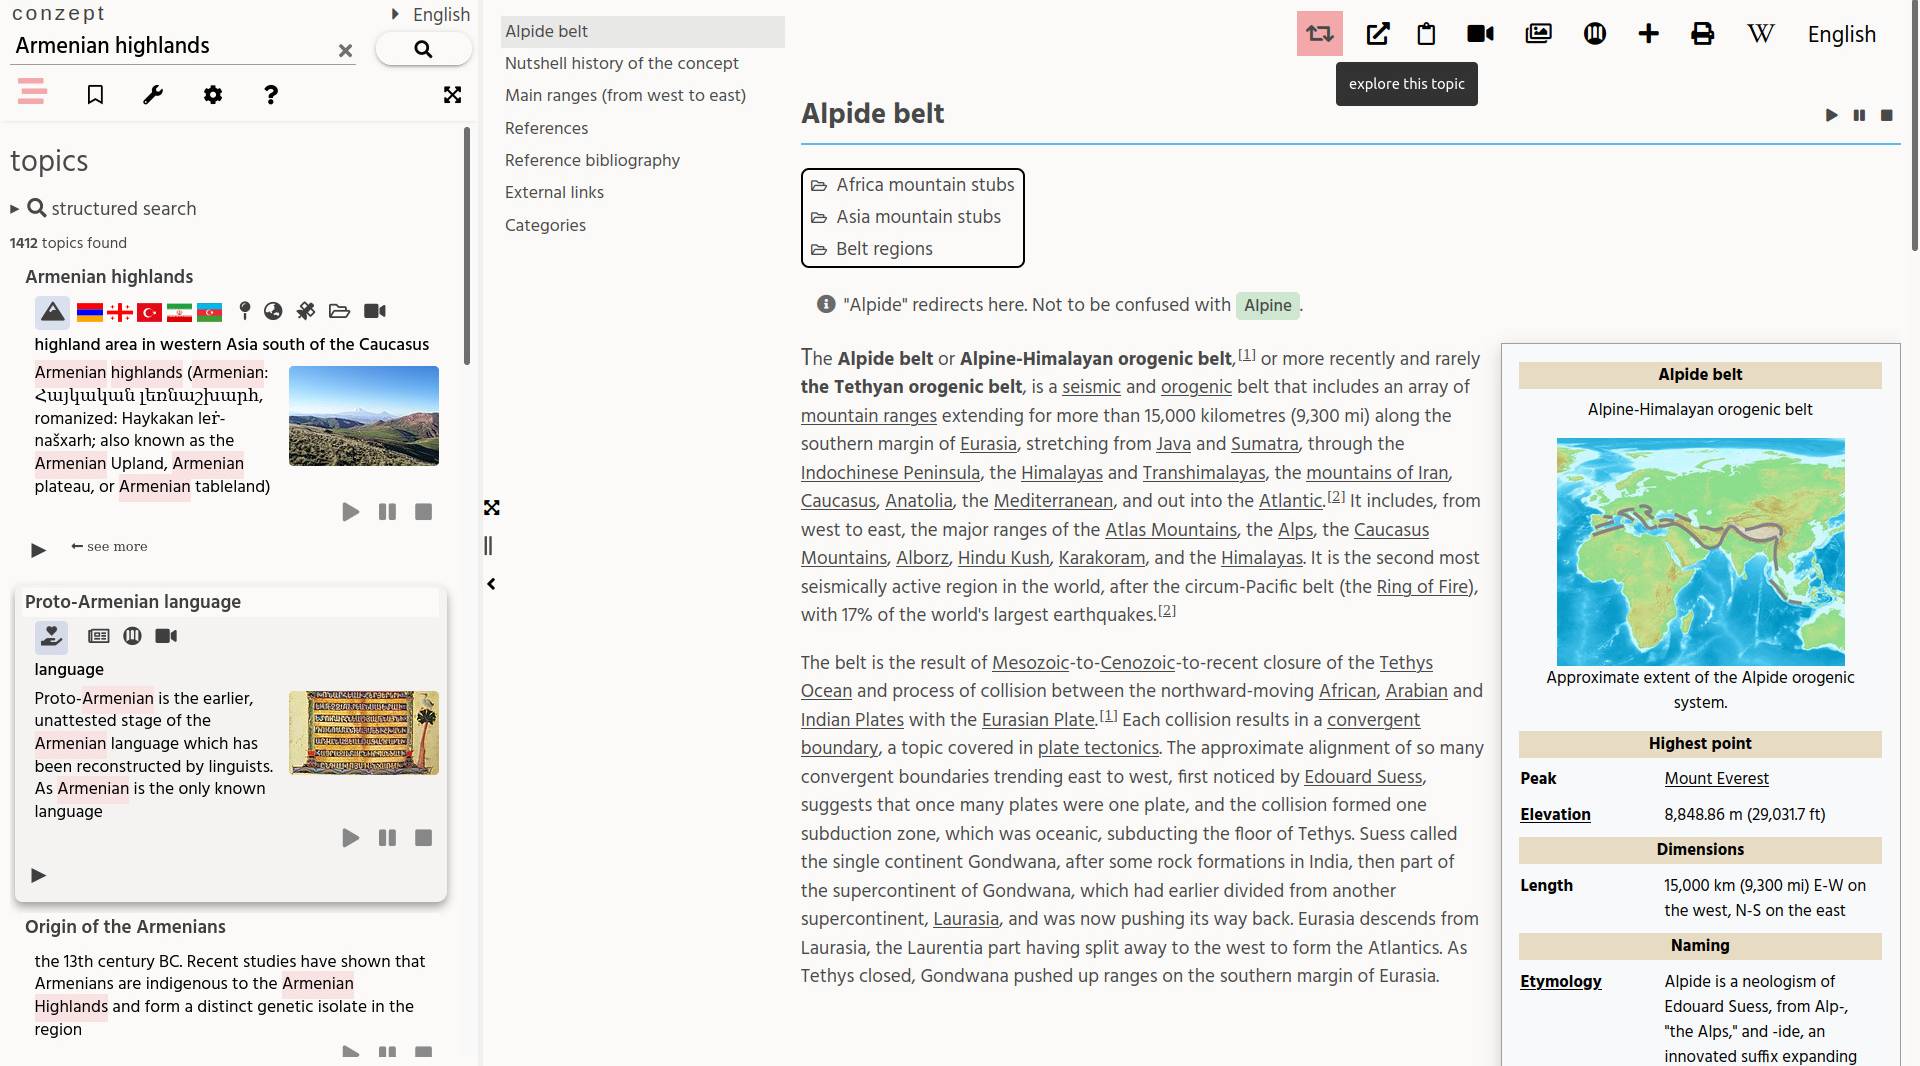 conzept
English
Armenian highlands
topics
structured search
1412 topics found
Armenian highlands
highland area in western Asia south of the Caucasus
Armenian highlands (Armenian:
Հայկական լեռնաշխարհ,
romanized: Haykakan leṙ-
našxarh; also known as the
Armenian Upland, Armenian
plateau, or Armenian tableland)
← see more
Proto-Armenian language
language
Proto-Armenian is the earlier,
unattested stage of the
Armenian language which has
been reconstructed by linguists.
As Armenian is the only known
language
Origin of the Armenians
the 13th century BC. Recent studies have shown that
Armenians are indigenous to the Armenian
Highlands and form a distinct genetic isolate in the
region
Alpide belt
Nutshell history of the concept
Main ranges (from west to east)
References
Reference bibliography
External links
Categories
W
English
explore this topic
Alpide belt
Africa mountain stubs
Asia mountain stubs
Belt regions
"Alpide" redirects here. Not to be confused with Alpine.
The Alpide belt or Alpine-Himalayan orogenic belt,[1] or more recently and rarely
the Tethyan orogenic belt, is a seismic and orogenic belt that includes an array of
mountain ranges extending for more than 15,000 kilometres (9,300 mi) along the
southern margin of Eurasia, stretching from Java and Sumatra, through the
Indochinese Peninsula, the Himalayas and Transhimalayas, the mountains of Iran,
Caucasus, Anatolia, the Mediterranean, and out into the Atlantic.[2] It includes, from
west to east, the major ranges of the Atlas Mountains, the Alps, the Caucasus
Mountains, Alborz, Hindu Kush, Karakoram, and the Himalayas. It is the second most
seismically active region in the world, after the circum-Pacific belt (the Ring of Fire),
with 17% of the world's largest earthquakes.[2]
The belt is the result of Mesozoic-to-Cenozoic-to-recent closure of the Tethys
Ocean and process of collision between the northward-moving African, Arabian and
Indian Plates with the Eurasian Plate.[1] Each collision results in a convergent
boundary, a topic covered in plate tectonics. The approximate alignment of so many
convergent boundaries trending east to west, first noticed by Edouard Suess,
suggests that once many plates were one plate, and the collision formed one
subduction zone, which was oceanic, subducting the floor of Tethys. Suess called
the single continent Gondwana, after some rock formations in India, then part of
the supercontinent of Gondwana, which had earlier divided from another
supercontinent, Laurasia, and was now pushing its way back. Eurasia descends from
Laurasia, the Laurentia part having split away to the west to form the Atlantics. As
Tethys closed, Gondwana pushed up ranges on the southern margin of Eurasia.
Alpide belt
Alpine-Himalayan orogenic belt
Approximate extent of the Alpide orogenic
system.
Highest point
Peak Mount Everest
Elevation 8,848.86 m (29,031.7 ft)
Dimensions
Length 15,000 km (9,300 mi) E-W on
the west, N-S on the east
Naming
Etymology Alpide is a neologism of
Edouard Suess, from Alp-,
"the Alps," and -ide, an
innovated suffix expanding